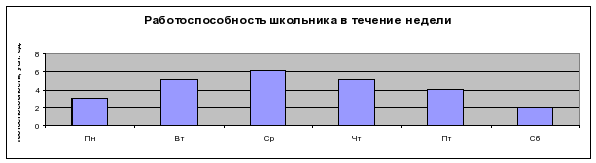 Работоспособность школьника в течение недели
8
6
4
2
0
Пн Вт Ср Чт Пт Сб